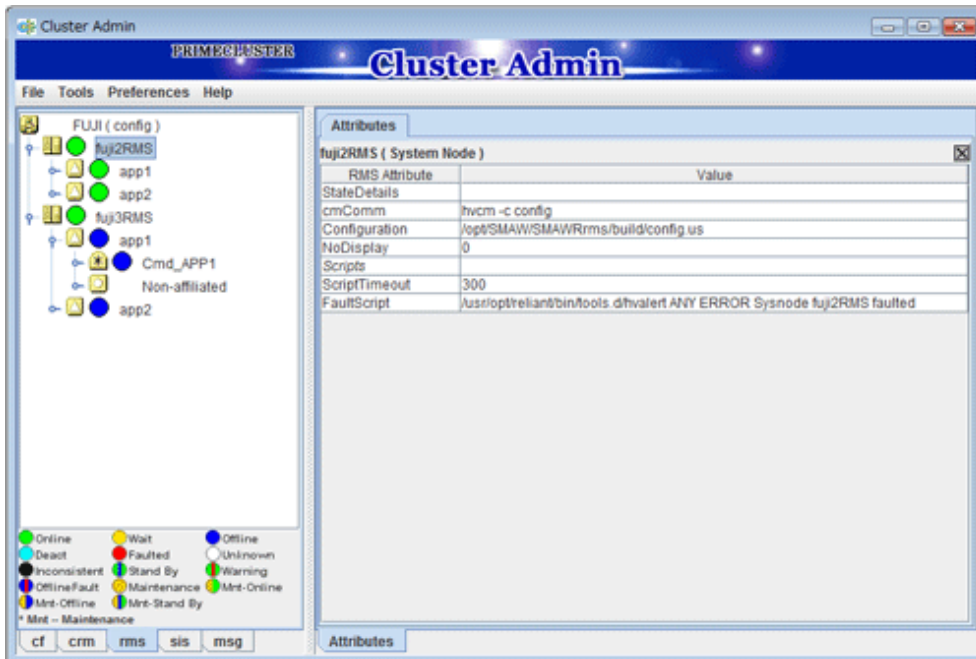 Cluster Admin
PRIMECLUSTER
Cluster Admin
File Tools Preferences Help
FUJI ( config )
fuji2RMS
app1
app2
fuji3RMS
app1
Cmd_APP1
Non-affiliated
app2
Online Wait Offline
Deact Faulted Unknown
Inconsistent Stand By Warning
OfflineFault Maintenance Mnt-Online
Mnt-Offline Mnt-Stand By
* Mnt -- Maintenance
cf crm rms sis msg
Attributes
fuji2RMS ( System Node )
RMS Attribute Value
StateDetails
cmComm hvcm -c config
Configuration /opt/SMAW/SMAWRrms/build/config.us
NoDisplay 0
Scripts
ScriptTimeout 300
FaultScript /usr/opt/reliant/bin/tools.d/hvalert ANY ERROR Sysnode fuji2RMS faulted
Attributes